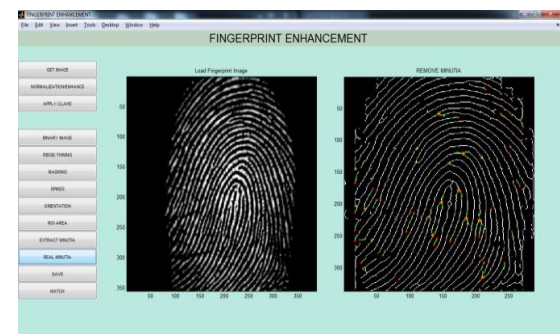 FINGERPRINT ENHANCEMENT
File Edit View Insert Tools Desktop Window Help
FINGERPRINT ENHANCEMENT
GET IMAGE
NORMALIZATION/ENHANCE
APPLY-CLAHE
BINARY IMAGE
RIDGE-THINING
MASKING
SPIKES
ORIENTATION
ROI AREA
EXTRACT MINUTIA
REAL MINUTIA
SAVE
MATCH
Load Fingerprint Image
50
100
150
200
250
300
350
50 100 150 200 250 300 350
REMOVE MINUTIA
50
100
150
200
250
300
50 100 150 200 250